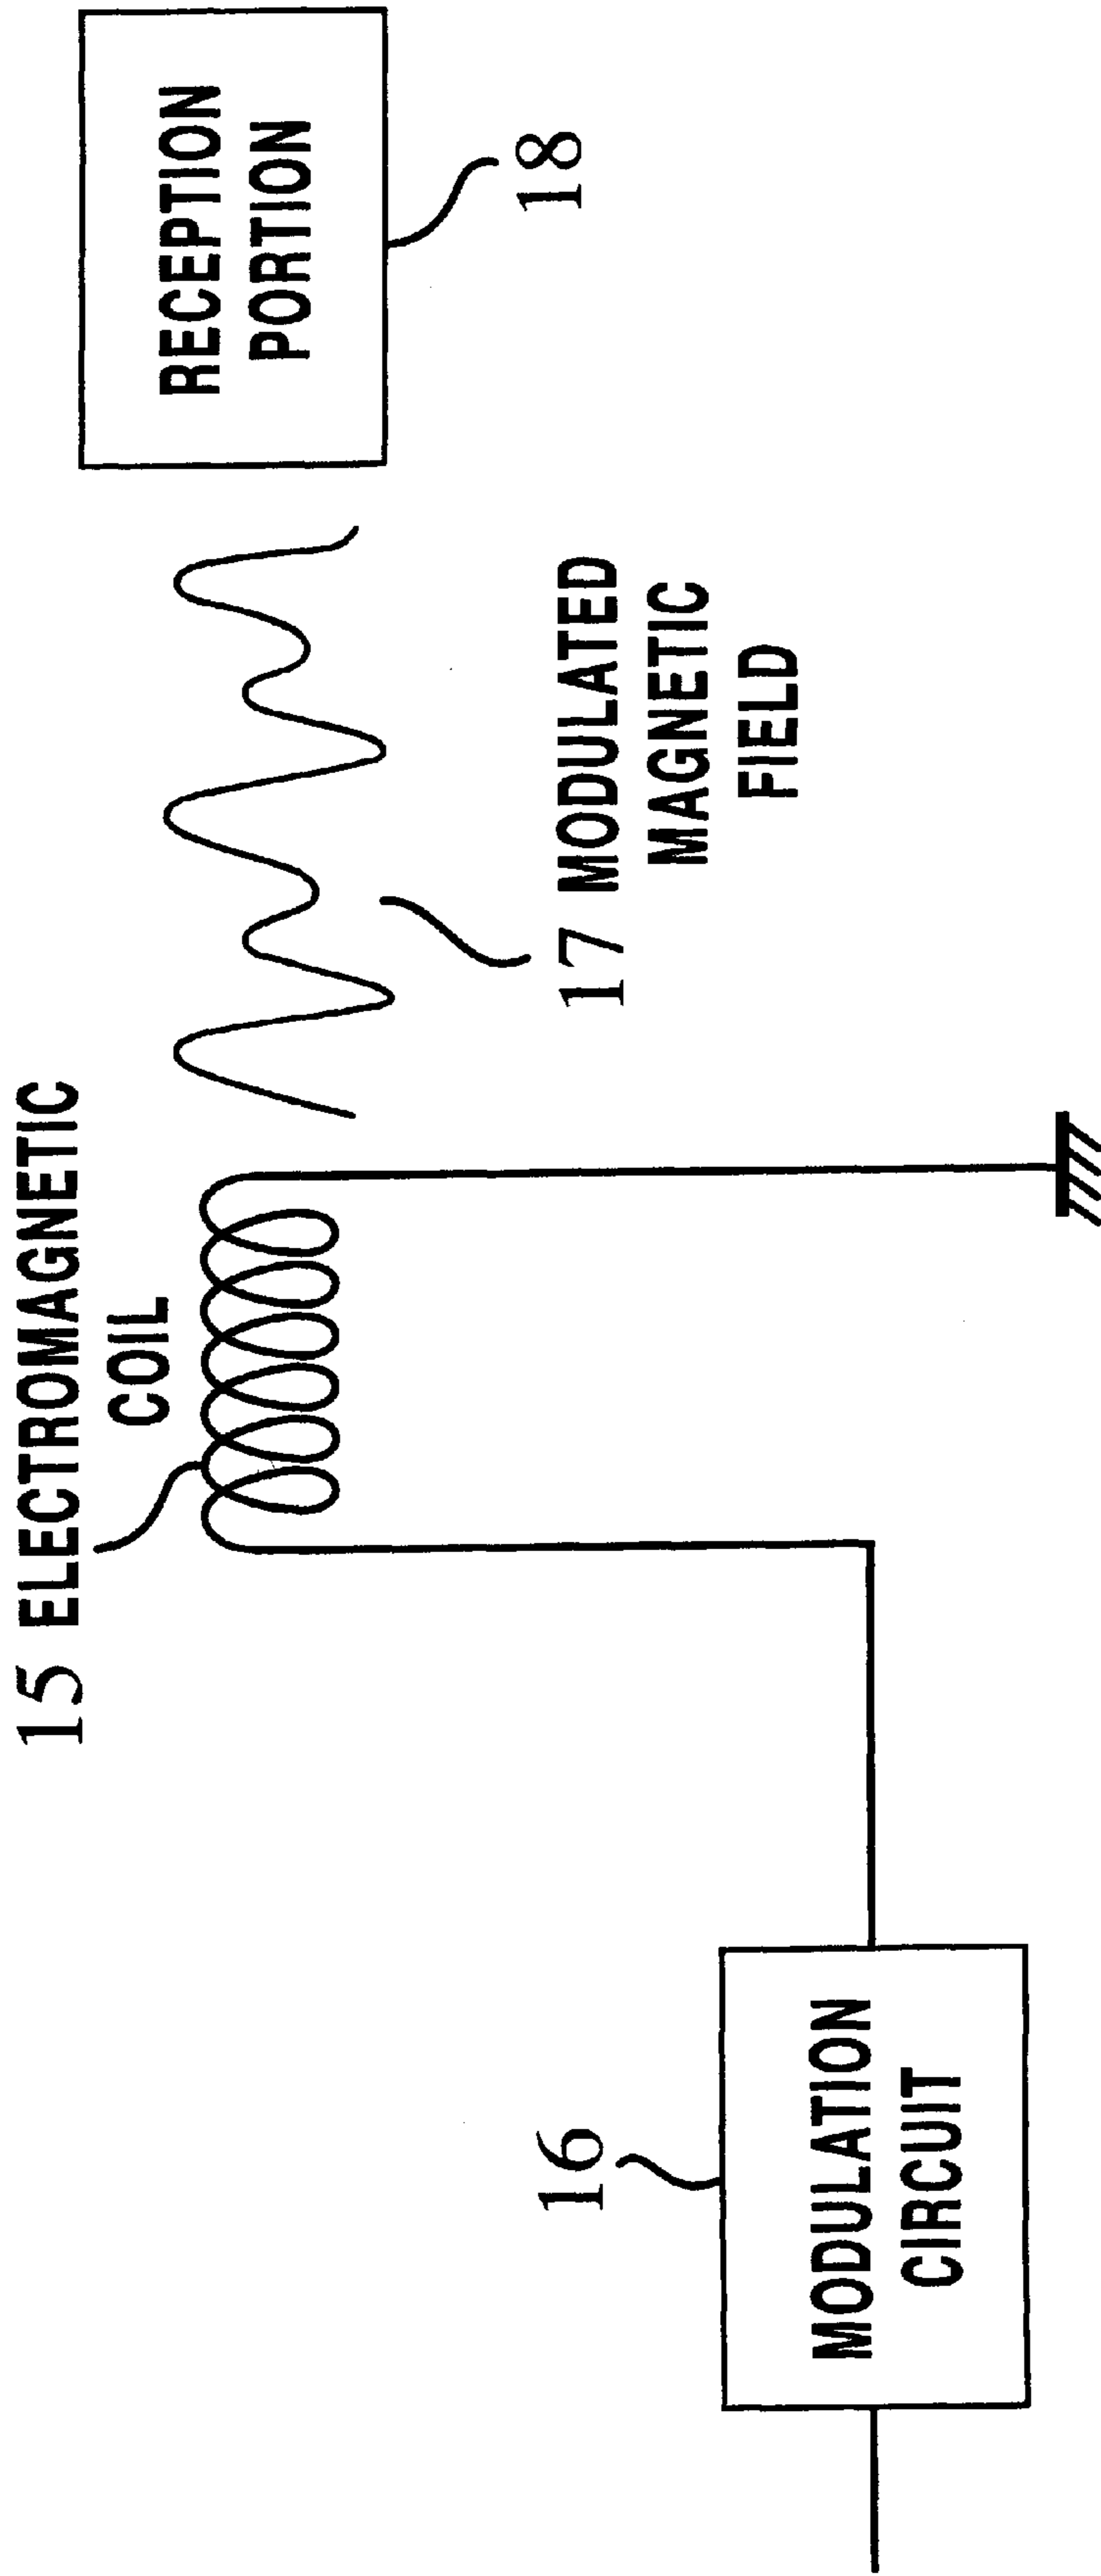 15 ELECTROMAGNETIC
COIL
RECEPTION
PORTION
18
17 MODULATED
MAGNETIC
FIELD
16
MODULATION
CIRCUIT